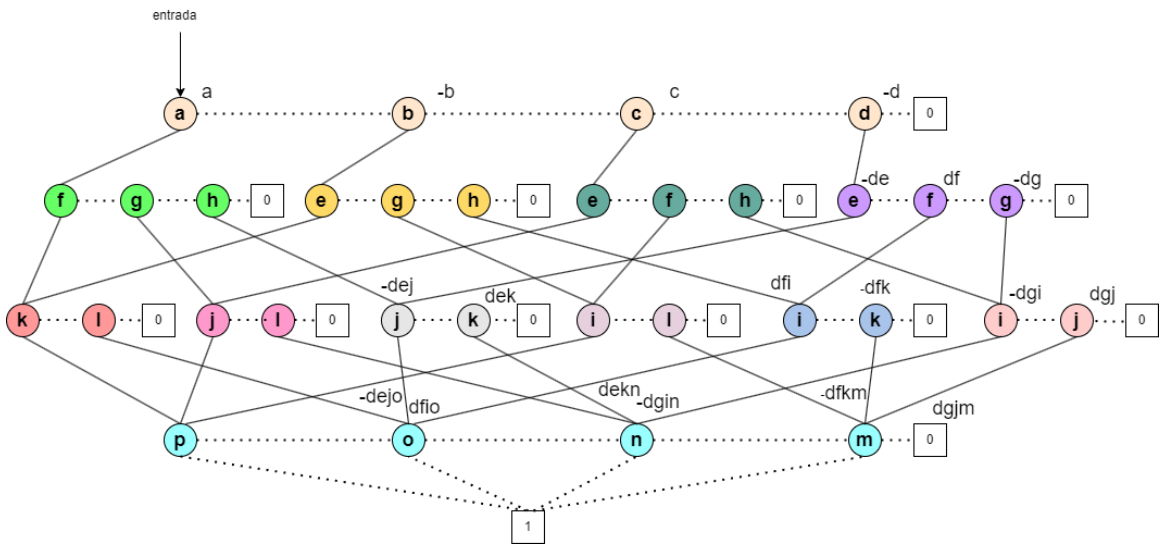 entrada
a -b c -d
a b c d 0
-de df -dg
f g h 0 e g h 0 e f h 0 e f g 0
-dej dek dfi -dfk -dgi dgj
k l 0 j l 0 j k 0 i l 0 i k 0 i j 0
-dejo dfio dekn -dgin -dfkm dgjm
p o n m 0
1